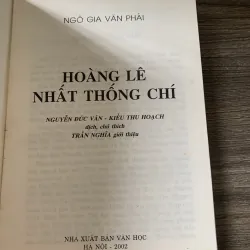 NGÔ GIA VĂN PHÁI
HOÀNG LÊ
NHẤT THỐNG CHÍ
NGUYỄN ĐỨC VÂN - KIỀU THU HOẠCH
dịch, chú thích
TRẦN NGHĨA giới thiệu
NHÀ XUẤT BẢN VĂN HỌC
HÀ NỘI - 2002